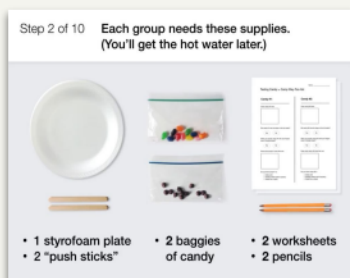 Step 2 of 10
Each group needs these supplies.
(You'll get the hot water later.)
• 1 styrofoam plate
• 2 "push sticks"
• 2 baggies
of candy
• 2 worksheets
• 2 pencils